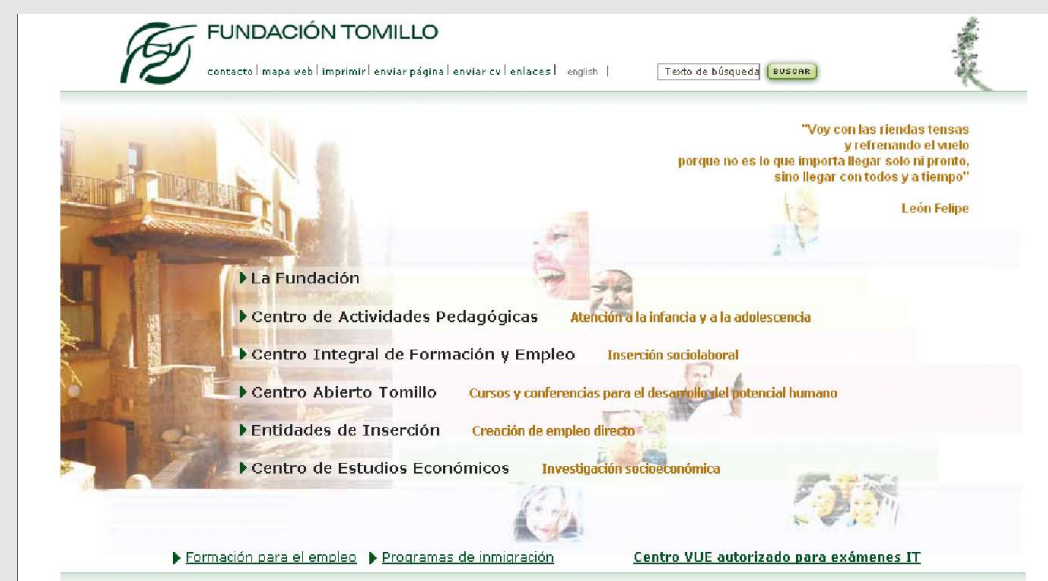 FUNDACIÓN TOMILLO
contacto | mapa web | imprimir | enviar página | enviar cv | enlaces | english |
Texto de búsqueda BUSCAR
"Voy con las riendas tensas
y refrenando el vuelo
porque no es lo que importa llegar solo ni pronto,
sino llegar con todos y a tiempo"
León Felipe
La Fundación
Centro de Actividades Pedagógicas Atención a la infancia y a la adolescencia
Centro Integral de Formación y Empleo Inserción sociolaboral
Centro Abierto Tomillo Cursos y conferencias para el desarrollo del potencial humano
Entidades de Inserción Creación de empleo directo
Centro de Estudios Económicos Investigación socioeconómica
Formación para el empleo Programas de inmigración Centro VUE autorizado para exámenes IT